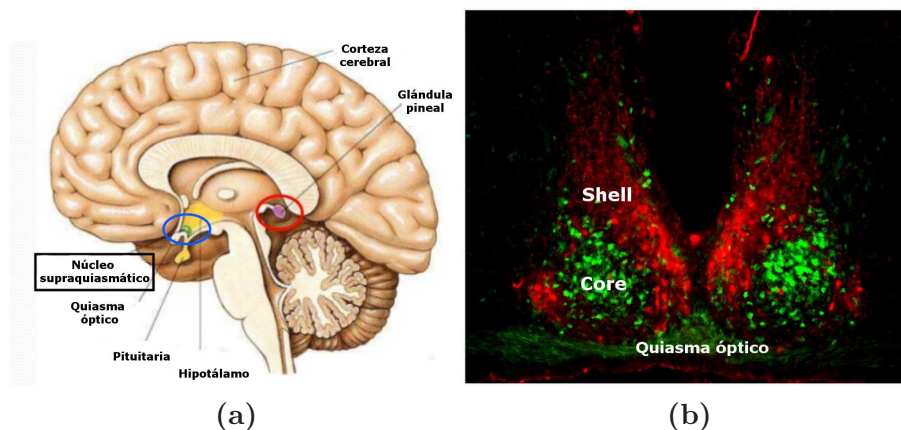 Corteza
cerebral
Glándula
pineal
Núcleo
supraquiasmático
Quiasma
óptico
Pituitaria
Hipotálamo
(a)
Shell
Core
Quiasma óptico
(b)